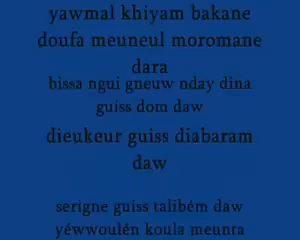 yawmal khiyam bakane
doufa meuneul moromane
dara
bissa ngui gneuw nday dina
guiss dom daw
dieukeur guiss diabaram
daw
serigne guiss talibém daw
yéwwoulén koula meunta